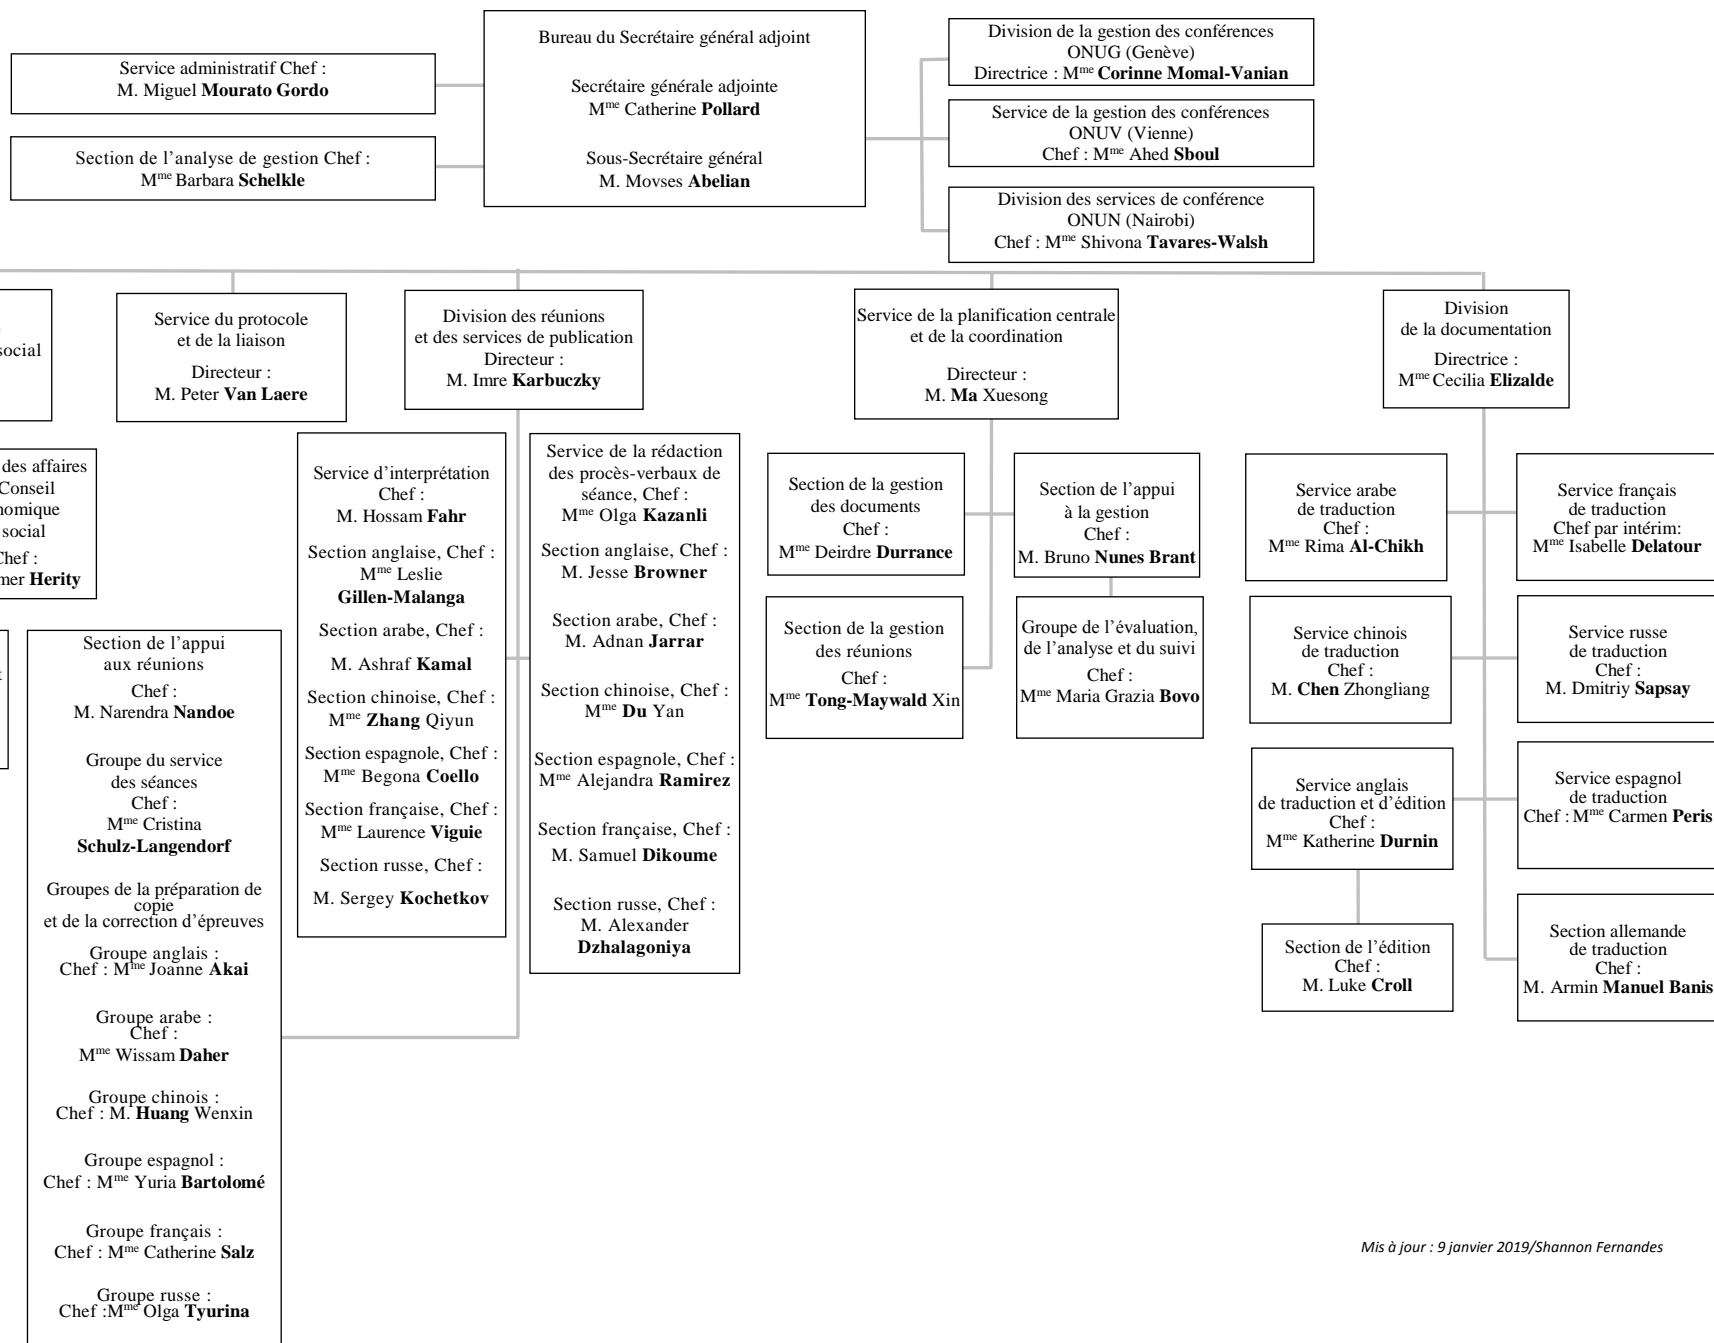 Service administratif Chef :
M. Miguel Mourato Gordo
Section de l’analyse de gestion Chef :
Mme Barbara Schelkle
Bureau du Secrétaire général adjoint
Secrétaire générale adjointe
Mme Catherine Pollard
Sous-Secrétaire général
M. Movses Abelian
Division de la gestion des conférences
ONUG (Genève)
Directrice : Mme Corinne Momal-Vanian
Service de la gestion des conférences
ONUV (Vienne)
Chef : Mme Ahed Sboul
Division des services de conférence
ONUN (Nairobi)
Chef : Mme Shivona Tavares-Walsh
social
Service du protocole
et de la liaison
Directeur :
M. Peter Van Laere
Division des réunions
et des services de publication
Directeur :
M. Imre Karbuczky
Service de la planification centrale
et de la coordination
Directeur :
M. Ma Xuesong
Division
de la documentation
Directrice :
Mme Cecilia Elizalde
des affaires
Conseil
nomique
social
Chef :
mer Herity
Section de l’appui
aux réunions
Chef :
M. Narendra Nandoe
Groupe du service
des séances
Chef :
Mme Cristina
Schulz-Langendorf
Groupes de la préparation de
copie
et de la correction d’épreuves
Groupe anglais :
Chef : Mme Joanne Akai
Groupe arabe :
Chef :
Mme Wissam Daher
Groupe chinois :
Chef : M. Huang Wenxin
Groupe espagnol :
Chef : Mme Yuria Bartolomé
Groupe français :
Chef : Mme Catherine Salz
Groupe russe :
Chef :Mme Olga Tyurina
Service d’interprétation
Chef :
M. Hossam Fahr
Section anglaise, Chef :
Mme Leslie
Gillen-Malanga
Section arabe, Chef :
M. Ashraf Kamal
Section chinoise, Chef :
Mme Zhang Qiyun
Section espagnole, Chef :
Mme Begona Coello
Section française, Chef :
Mme Laurence Viguie
Section russe, Chef :
M. Sergey Kochetkov
Service de la rédaction
des procès-verbaux de
séance, Chef :
Mme Olga Kazanli
Section anglaise, Chef :
M. Jesse Browner
Section arabe, Chef :
M. Adnan Jarrar
Section chinoise, Chef :
Mme Du Yan
Section espagnole, Chef :
Mme Alejandra Ramirez
Section française, Chef :
M. Samuel Dikoume
Section russe, Chef :
M. Alexander
Dzhalagoniya
Section de la gestion
des documents
Chef :
Mme Deirdre Durrance
Section de l’appui
à la gestion
Chef :
M. Bruno Nunes Brant
Section de la gestion
des réunions
Chef :
Mme Tong-Maywald Xin
Groupe de l’évaluation,
de l’analyse et du suivi
Chef :
Mme Maria Grazia Bovo
Service arabe
de traduction
Chef :
Mme Rima Al-Chikh
Service français
de traduction
Chef par intérim:
Mme Isabelle Delatour
Service chinois
de traduction
Chef :
M. Chen Zhongliang
Service russe
de traduction
Chef :
M. Dmitriy Sapsay
Service anglais
de traduction et d’édition
Chef :
Mme Katherine Durnin
Service espagnol
de traduction
Chef : Mme Carmen Peris
Section de l’édition
Chef :
M. Luke Croll
Section allemande
de traduction
Chef :
M. Armin Manuel Banis
Mis à jour : 9 janvier 2019/Shannon Fernandes